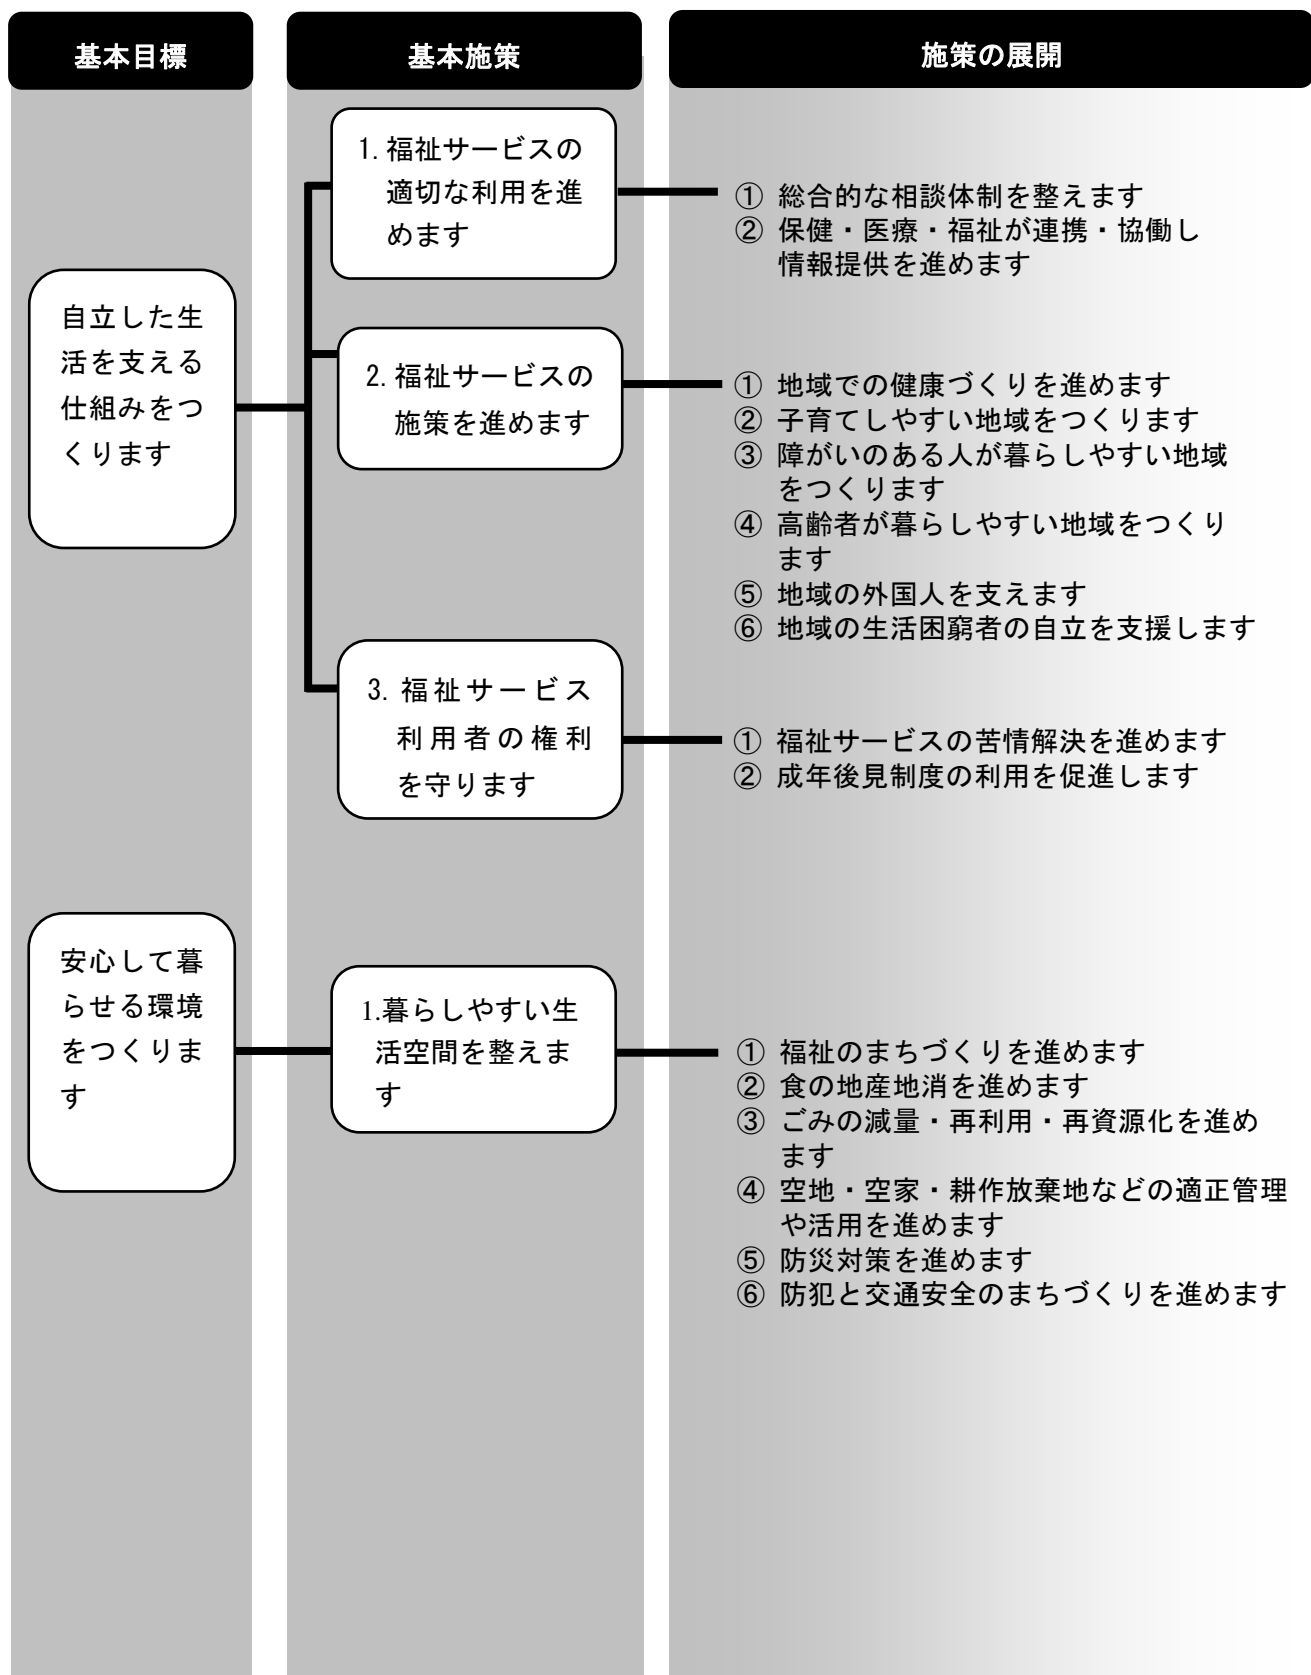 基本目標
基本施策
施策の展開
自立した生
活を支える
仕組みをつ
くります
1. 福祉サービスの
適切な利用を進
めます
① 総合的な相談体制を整えます
② 保健・医療・福祉が連携・協働し
情報提供を進めます
2. 福祉サービスの
施策を進めます
① 地域での健康づくりを進めます
② 子育てしやすい地域をつくります
③ 障がいのある人が暮らしやすい地域
をつくります
④ 高齢者が暮らしやすい地域をつくり
ます
⑤ 地域の外国人を支えます
⑥ 地域の生活困窮者の自立を支援します
3. 福祉サービス
利用者の権利
を守ります
① 福祉サービスの苦情解決を進めます
② 成年後見制度の利用を促進します
安心して暮
らせる環境
をつくりま
す
1.暮らしやすい生
活空間を整えま
す
① 福祉のまちづくりを進めます
② 食の地産地消を進めます
③ ごみの減量・再利用・再資源化を進め
ます
④ 空地・空家・耕作放棄地などの適正管理
や活用を進めます
⑤ 防災対策を進めます
⑥ 防犯と交通安全のまちづくりを進めます